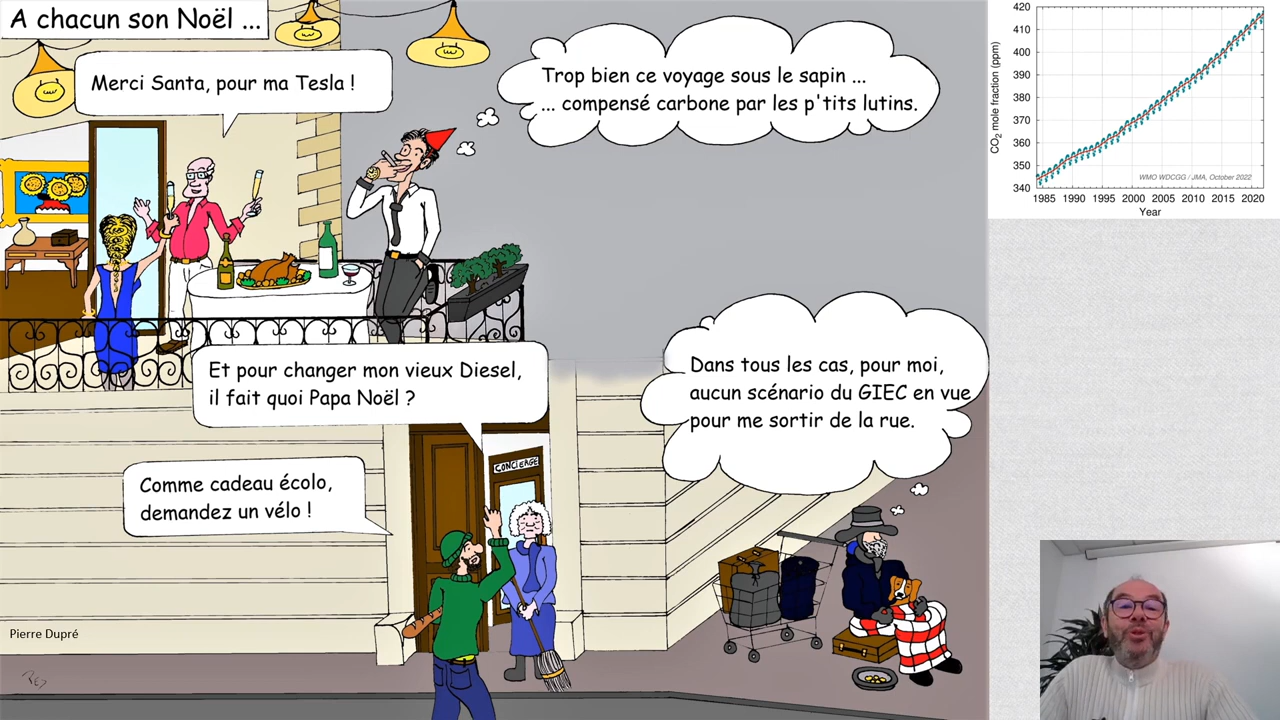 A chacun son Noël ...
Merci Santa, pour ma Tesla !
Trop bien ce voyage sous le sapin ...
... compensé carbone par les p'tits lutins.
Et pour changer mon vieux Diesel,
il fait quoi Papa Noël ?
Comme cadeau écolo,
demandez un vélo !
CONCIERGE
Dans tous les cas, pour moi,
aucun scénario du GIEC en vue
pour me sortir de la rue.
Pierre Dupré
CO2 mole fraction (ppm)
420
410
400
390
380
370
360
350
340
WMO WDCGG / JMA, October 2022
1985 1990 1995 2000 2005 2010 2015 2020
Year